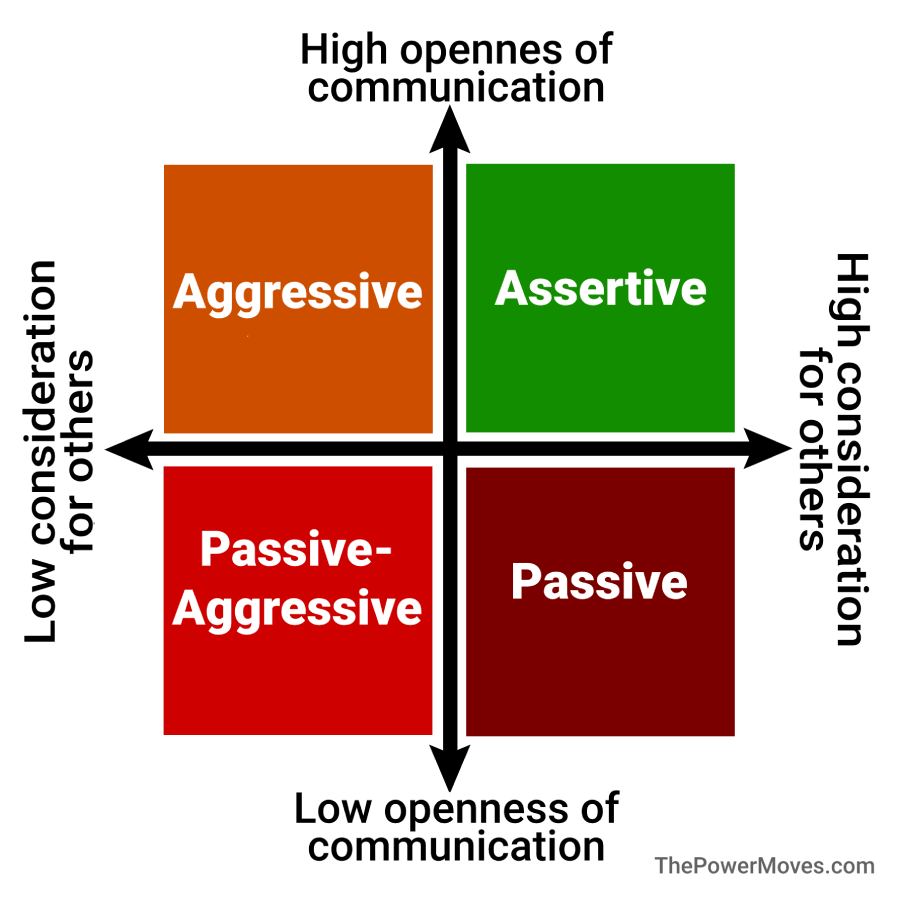 High opennes of
communication
Aggressive
Assertive
Low consideration
for others
High consideration
for others
Passive-
Aggressive
Passive
Low openness of
communication
ThePowerMoves.com